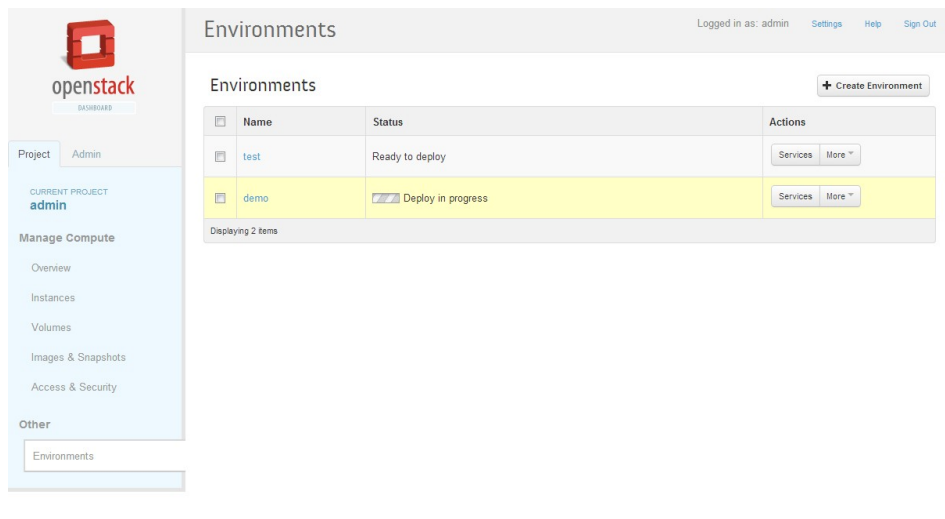 Environments
Logged in as: admin Settings Help Sign Out
openstack
DASHBOARD
Project Admin
CURRENT PROJECT
admin
Manage Compute
Overview
Instances
Volumes
Images & Snapshots
Access & Security
Other
Environments
Environments
+ Create Environment
Name Status Actions
test Ready to deploy Services More
demo Deploy in progress Services More
Displaying 2 items